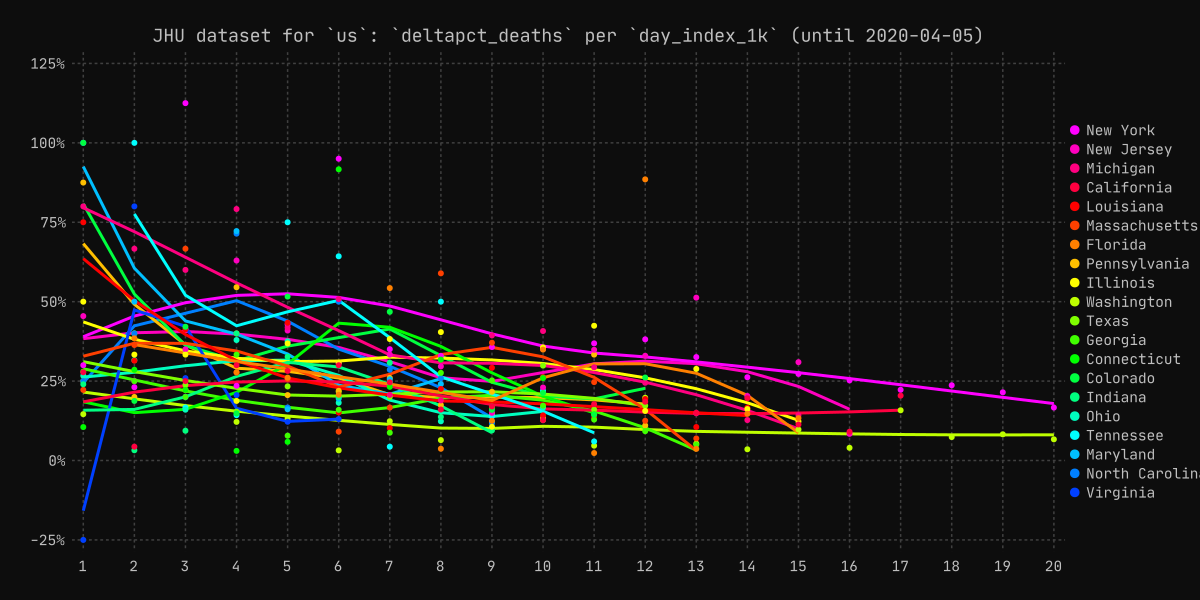 JHU dataset for `us`: `deltapct_deaths` per `day_index_1k` (until 2020-04-05)
125%
100%
75%
50%
25%
0%
-25%
1 2 3 4 5 6 7 8 9 10 11 12 13 14 15 16 17 18 19 20
New York
New Jersey
Michigan
California
Louisiana
Massachusetts
Florida
Pennsylvania
Illinois
Washington
Texas
Georgia
Connecticut
Colorado
Indiana
Ohio
Tennessee
Maryland
North Carolina
Virginia